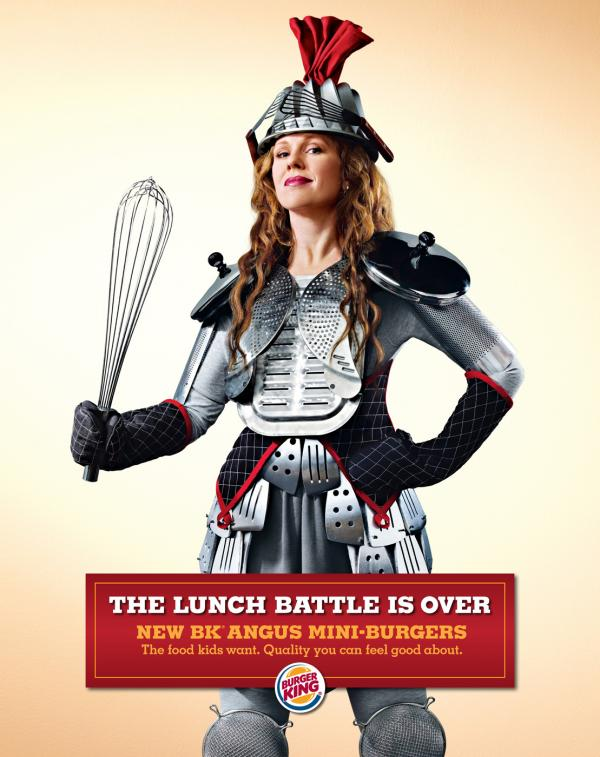 THE LUNCH BATTLE IS OVER
NEW BK® ANGUS MINI-BURGERS
The food kids want. Quality you can feel good about.
BURGER
KING